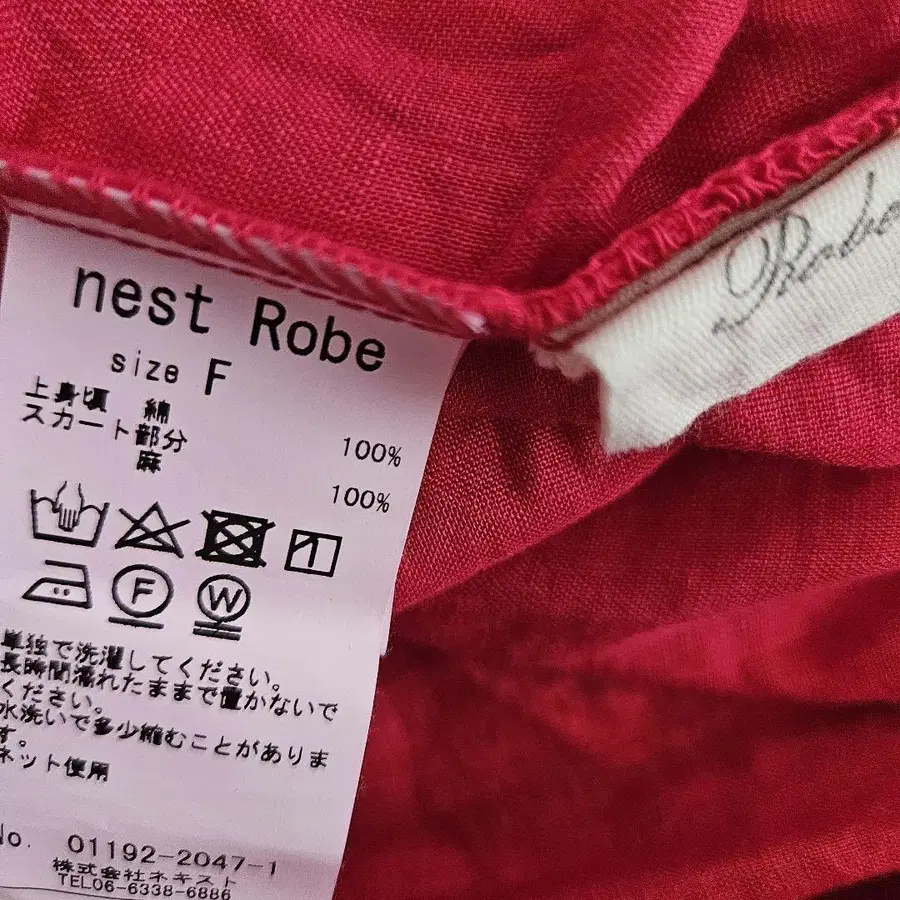 nest Robe
size F
上身頃 綿
100%
スカート部分
麻
100%
F
W
単独で洗濯してください。
長時間濡れたままで置かないで
ください。
水洗いで多少縮むことがありま
す。
ネット使用
No. 01192-2047-1
株式会社ネキスト
TEL06-6338-6886
Robe